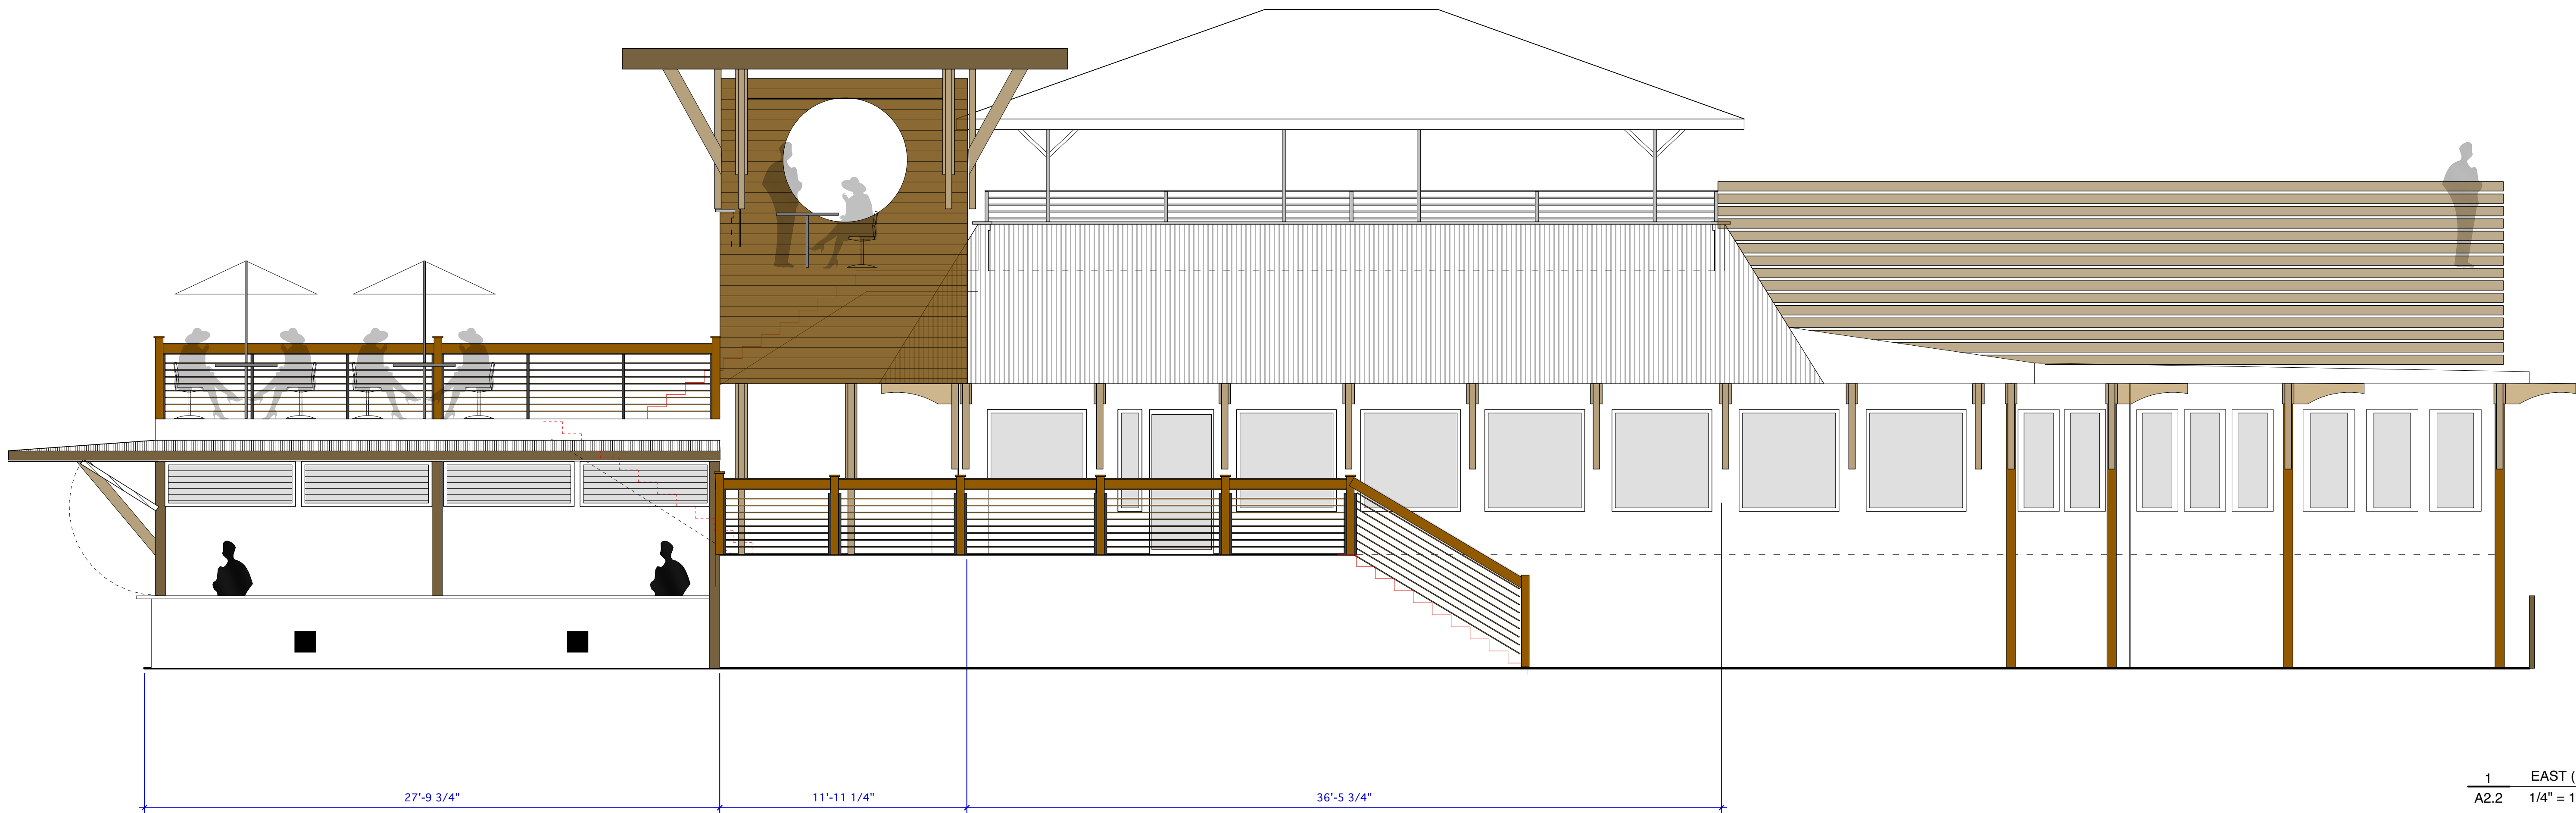 27'-9 3/4"
11'-11 1/4"
36'-5 3/4"
1
EAST (
A2.2
1/4" = 1